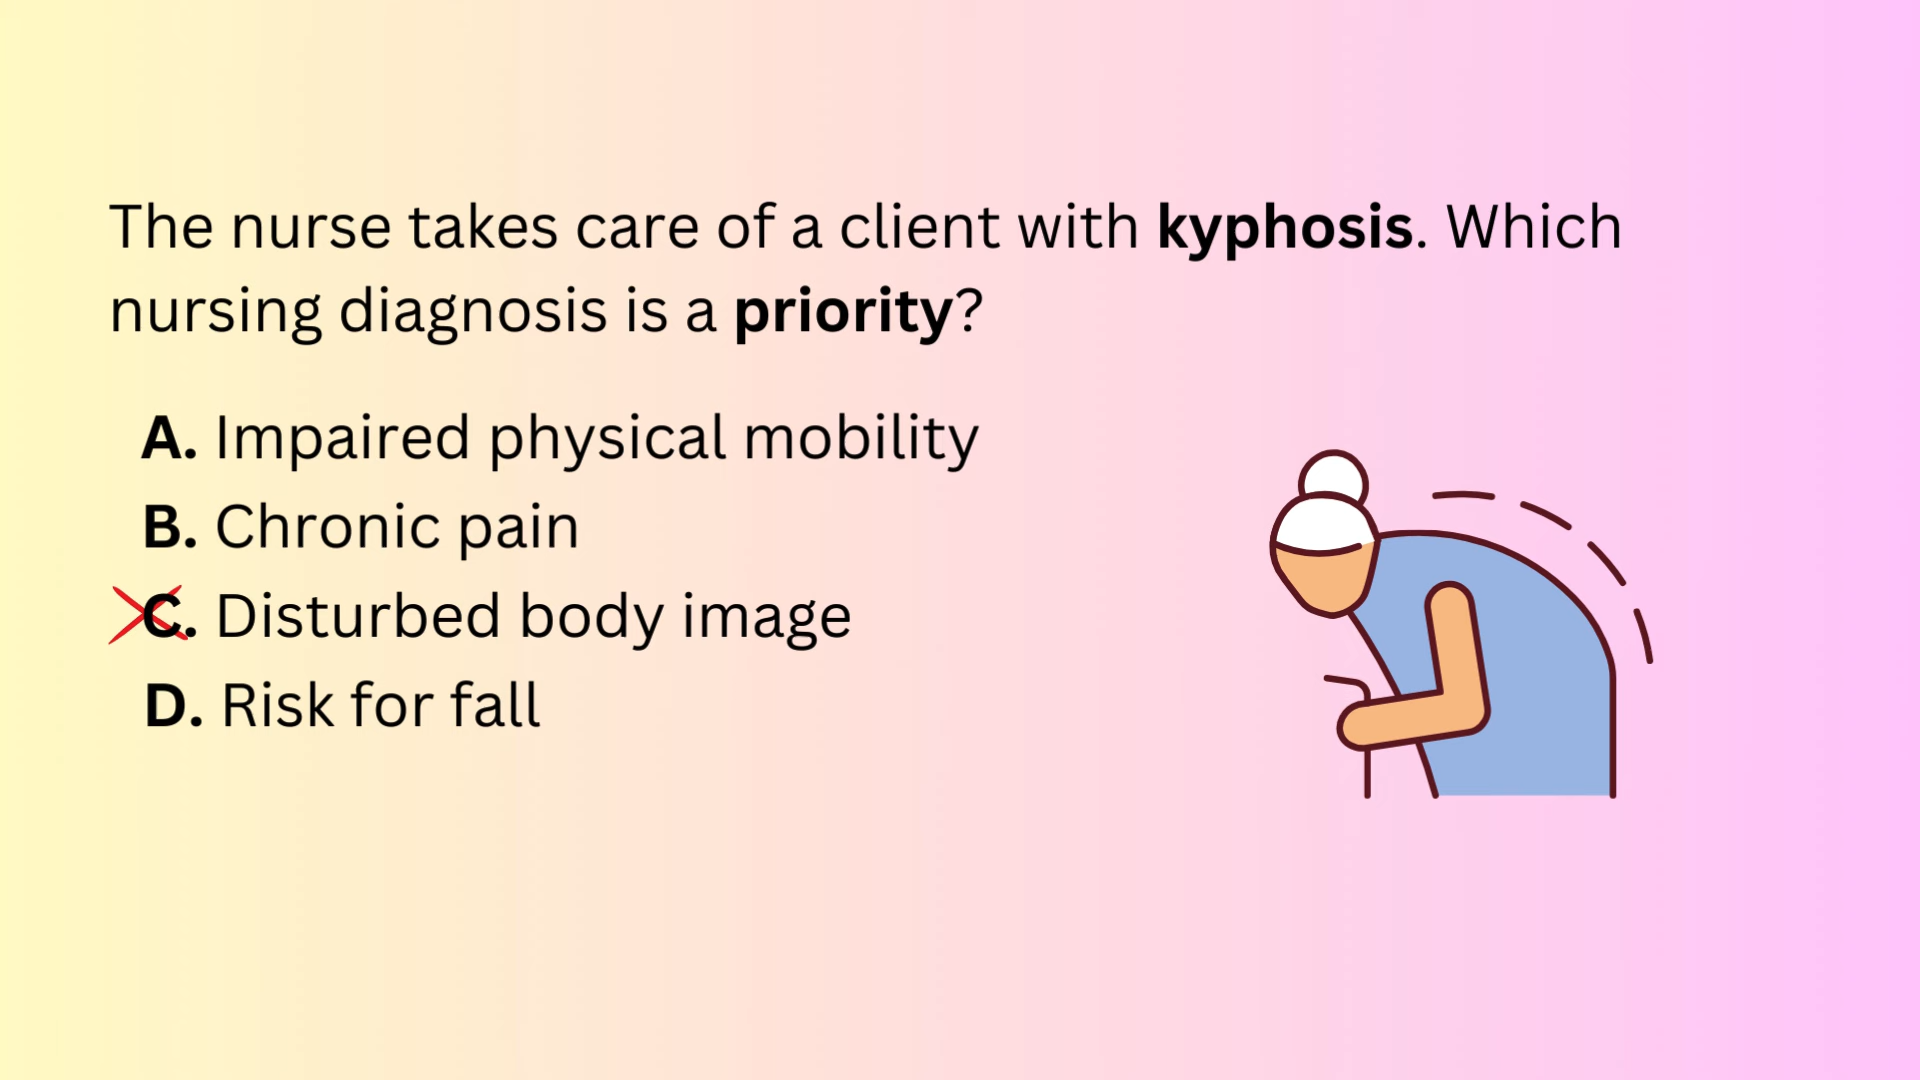 The nurse takes care of a client with kyphosis. Which
nursing diagnosis is a priority?
A. Impaired physical mobility
B. Chronic pain
C. Disturbed body image
D. Risk for fall